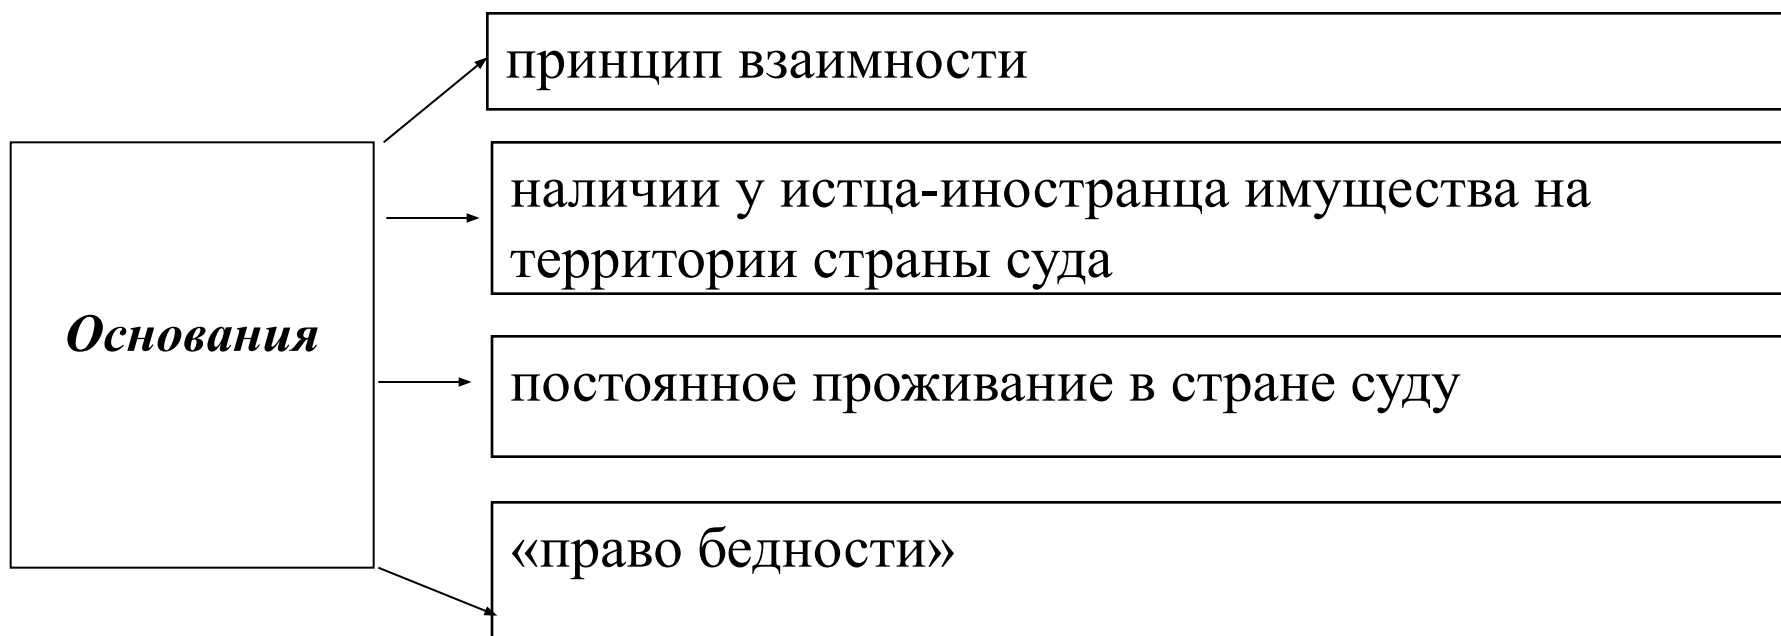 принцип взаимности
наличии у истца-иностранца имущества на
территории страны суда
Основания
постоянное проживание в стране суду
«право бедности»